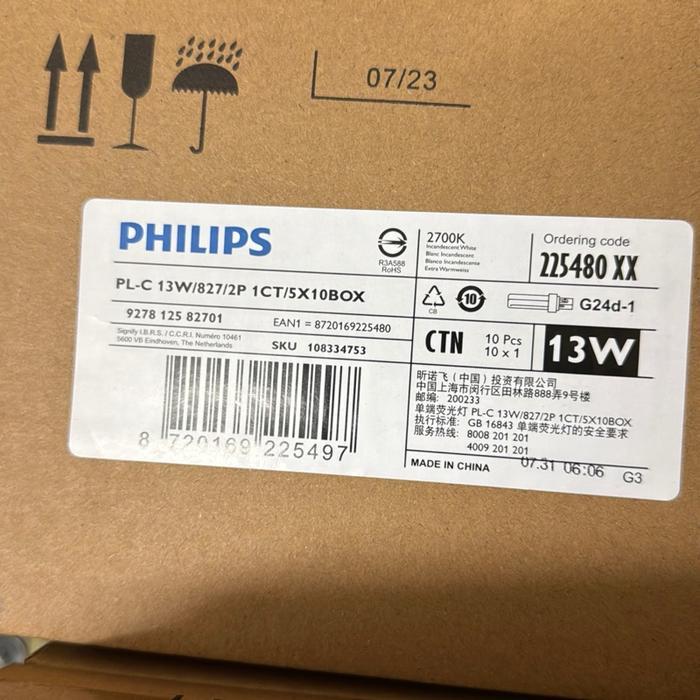 07/23
PHILIPS
R3A588
RoHS
2700K
Incandescent White
Blanc Incandescent
Blanco Incandescente
Extra Warmweiss
Ordering code
225480 XX
PL-C 13W/827/2P 1CT/5X10BOX
CB
10
G24d-1
9278 125 82701
EAN1 = 8720169225480
Signify I.B.R.S. / C.C.R.I. Numéro 10461
5600 VB Eindhoven, The Netherlands
SKU 108334753
CTN
10 Pcs
10 x 1
13W
8 720169 225497
昕诺飞（中国）投资有限公司
中国上海市闵行区田林路888弄9号楼
邮编: 200233
单端荧光灯 PL-C 13W/827/2P 1CT/5X10BOX
执行标准: GB 16843 单端荧光灯的安全要求
服务热线: 8008 201 201
4009 201 201
MADE IN CHINA
07.31 06:06
G3